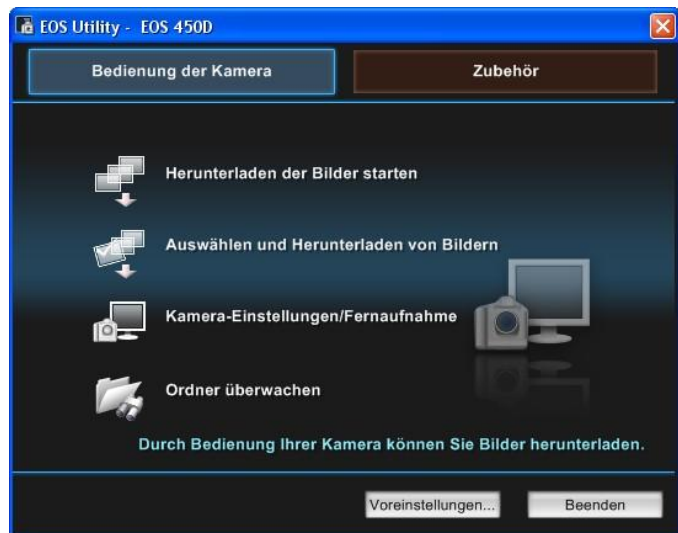 EOS Utility - EOS 450D
Bedienung der Kamera
Zubehör
Herunterladen der Bilder starten
Auswählen und Herunterladen von Bildern
Kamera-Einstellungen/Fernaufnahme
Ordner überwachen
Durch Bedienung Ihrer Kamera können Sie Bilder herunterladen.
Voreinstellungen...
Beenden